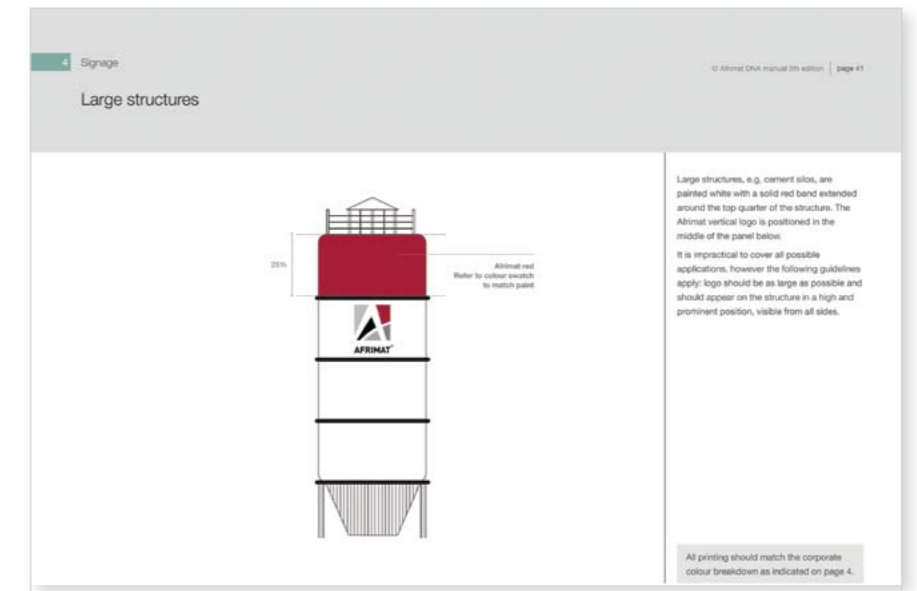 4 Signage
© Afrimat DNA manual 5th edition | page 41
Large structures
Large structures, e.g. cement silos, are
painted white with a solid red band extended
around the top quarter of the structure. The
Afrimat vertical logo is positioned in the
middle of the panel below.
It is impractical to cover all possible
applications, however the following guidelines
apply: logo should be as large as possible and
should appear on the structure in a high and
prominent position, visible from all sides.
25%
Afrimat red
Refer to colour swatch
to match paint
AFRIMAT
All printing should match the corporate
colour breakdown as indicated on page 4.